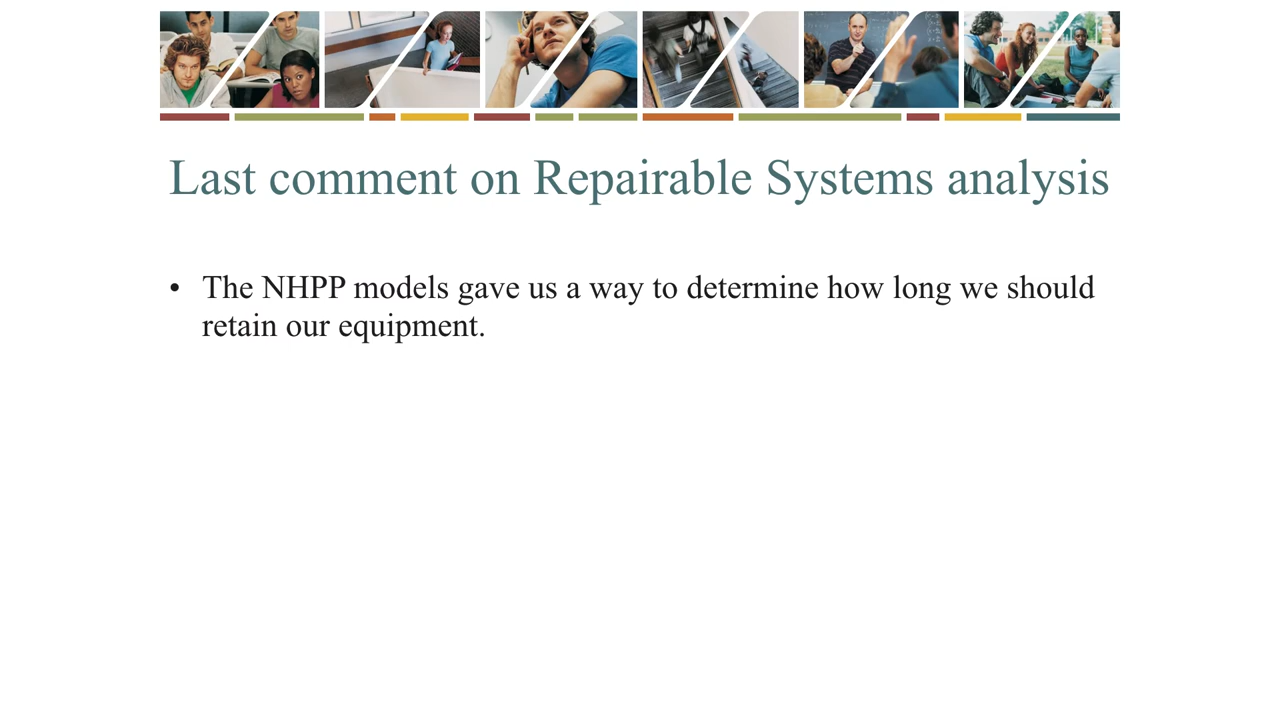 Last comment on Repairable Systems analysis
• The NHPP models gave us a way to determine how long we should
retain our equipment.